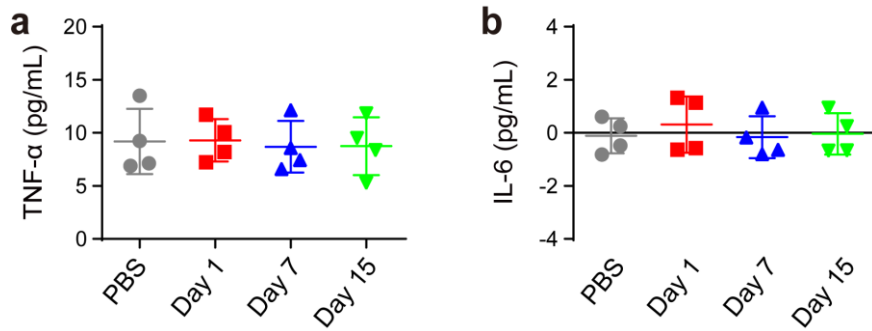 a
TNF-α (pg/mL)
20
15
10
5
0
PBS
Day 1
Day 7
Day 15
b
IL-6 (pg/mL)
4
2
0
-2
-4
PBS
Day 1
Day 7
Day 15